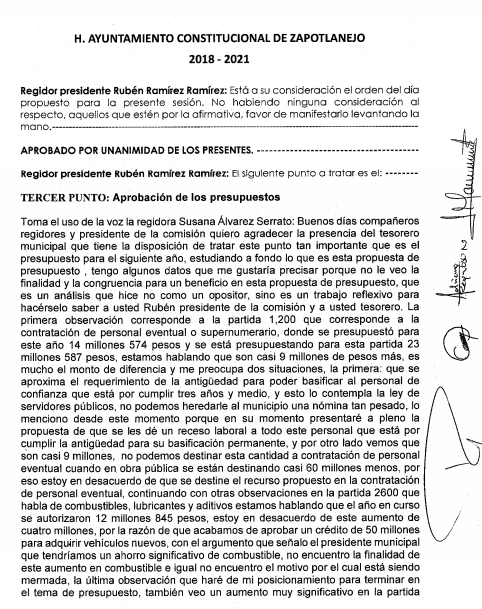 H. AYUNTAMIENTO CONSTITUCIONAL DE ZAPOTLANEJO
2018 - 2021
Regidor presidente Rubén Ramírez Ramírez: Está a su consideración el orden del día
propuesto para la presente sesión. No habiendo ninguna consideración al
respecto, aquellos que estén por la afirmativa, favor de manifestarlo levantando la
mano.--------------------------------------------------------------------------------
APROBADO POR UNANIMIDAD DE LOS PRESENTES. ----------------------------------------
Regidor presidente Rubén Ramírez Ramírez: El siguiente punto a tratar es el: --------
TERCER PUNTO: Aprobación de los presupuestos
Toma el uso de la voz la regidora Susana Álvarez Serrato: Buenos días compañeros
regidores y presidente de la comisión quiero agradecer la presencia del tesorero
municipal que tiene la disposición de tratar este punto tan importante que es el
presupuesto para el siguiente año, estudiando a fondo lo que es esta propuesta de
presupuesto , tengo algunos datos que me gustaría precisar porque no le veo la
finalidad y la congruencia para un beneficio en esta propuesta de presupuesto, que
es un análisis que hice no como un opositor, sino es un trabajo reflexivo para
hacérselo saber a usted Rubén presidente de la comisión y a usted tesorero. La
primera observación corresponde a la partida 1,200 que corresponde a la
contratación de personal eventual o supernumerario, donde se presupuestó para
este año 14 millones 574 pesos y se está presupuestando para esta partida 23
millones 587 pesos, estamos hablando que son casi 9 millones de pesos más, es
mucho el monto de diferencia y me preocupa dos situaciones, la primera: que se
aproxima el requerimiento de la antigüedad para poder basificar al personal de
confianza que está por cumplir tres años y medio, y esto lo contempla la ley de
servidores públicos, no podemos heredarle al municipio una nómina tan pesado, lo
menciono desde este momento porque en su momento presentaré a pleno la
propuesta de que se les dé un receso laboral a todo este personal que está por
cumplir la antigüedad para su basificación permanente, y por otro lado vemos que
son casi 9 millones,  no podemos destinar esta cantidad a contratación de personal
eventual cuando en obra pública se están destinando casi 60 millones menos, por
eso estoy en desacuerdo de que se destine el recurso propuesto en la contratación
de personal eventual, continuando con otras observaciones en la partida 2600 que
habla de combustibles, lubricantes y aditivos estamos hablando que el año en curso
se autorizaron 12 millones 845 pesos, estoy en desacuerdo de este aumento de
cuatro millones, por la razón de que acabamos de aprobar un crédito de 50 millones
para adquirir vehículos nuevos, con el argumento que señalo el presidente municipal
que tendríamos un ahorro significativo de combustible, no encuentro la finalidad de
este aumento en combustible e igual no encuentro el motivo por el cual está siendo
mermada, la última observación que haré de mi posicionamiento para terminar en
el tema de presupuesto, también veo un aumento muy significativo en la partida